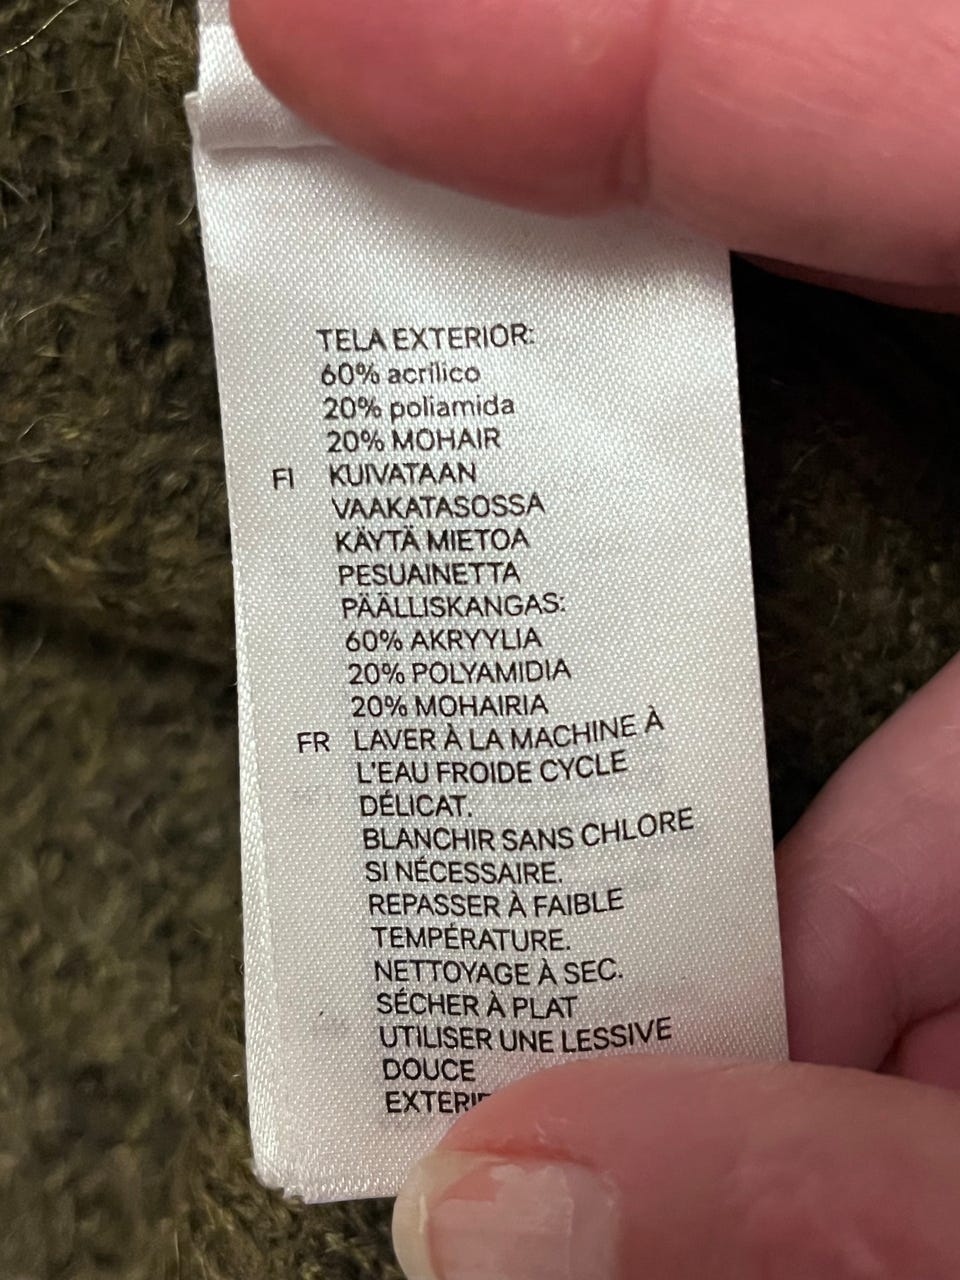 TELA EXTERIOR:
60% acrílico
20% poliamida
20% MOHAIR
FI KUIVATAAN
VAAKATASOSSA
KÄYTÄ MIETOA
PESUAINETTA
PÄÄLLISKANGAS:
60% AKRYYLIA
20% POLYAMIDIA
20% MOHAIRIA
FR LAVER À LA MACHINE À
L'EAU FROIDE CYCLE
DÉLICAT.
BLANCHIR SANS CHLORE
SI NÉCESSAIRE.
REPASSER À FAIBLE
TEMPÉRATURE.
NETTOYAGE À SEC.
SÉCHER À PLAT
UTILISER UNE LESSIVE
DOUCE